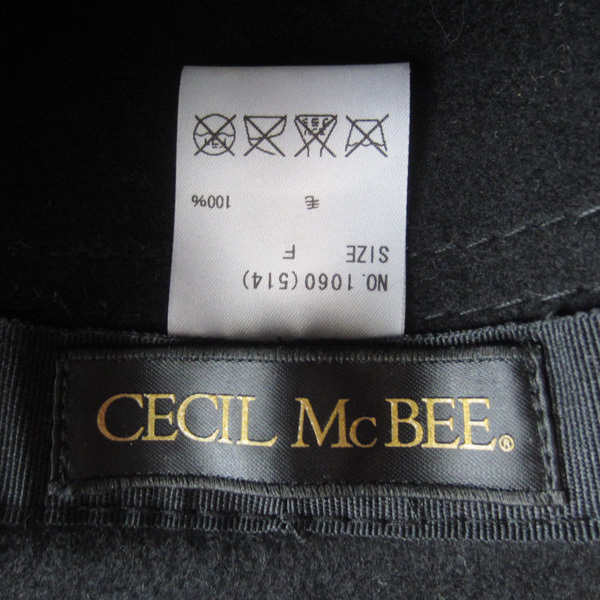 NO. 1060 (514)
SIZE F
毛 100%
CECIL McBEE®